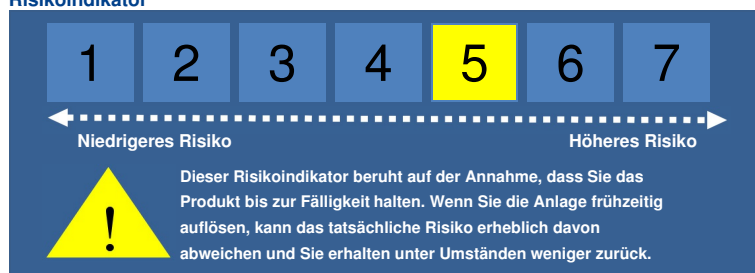 Risikoindikator
1 2 3 4 5 6 7
Niedrigeres Risiko Höheres Risiko
Dieser Risikoindikator beruht auf der Annahme, dass Sie das
Produkt bis zur Fälligkeit halten. Wenn Sie die Anlage frühzeitig
auflösen, kann das tatsächliche Risiko erheblich davon
abweichen und Sie erhalten unter Umständen weniger zurück.
!